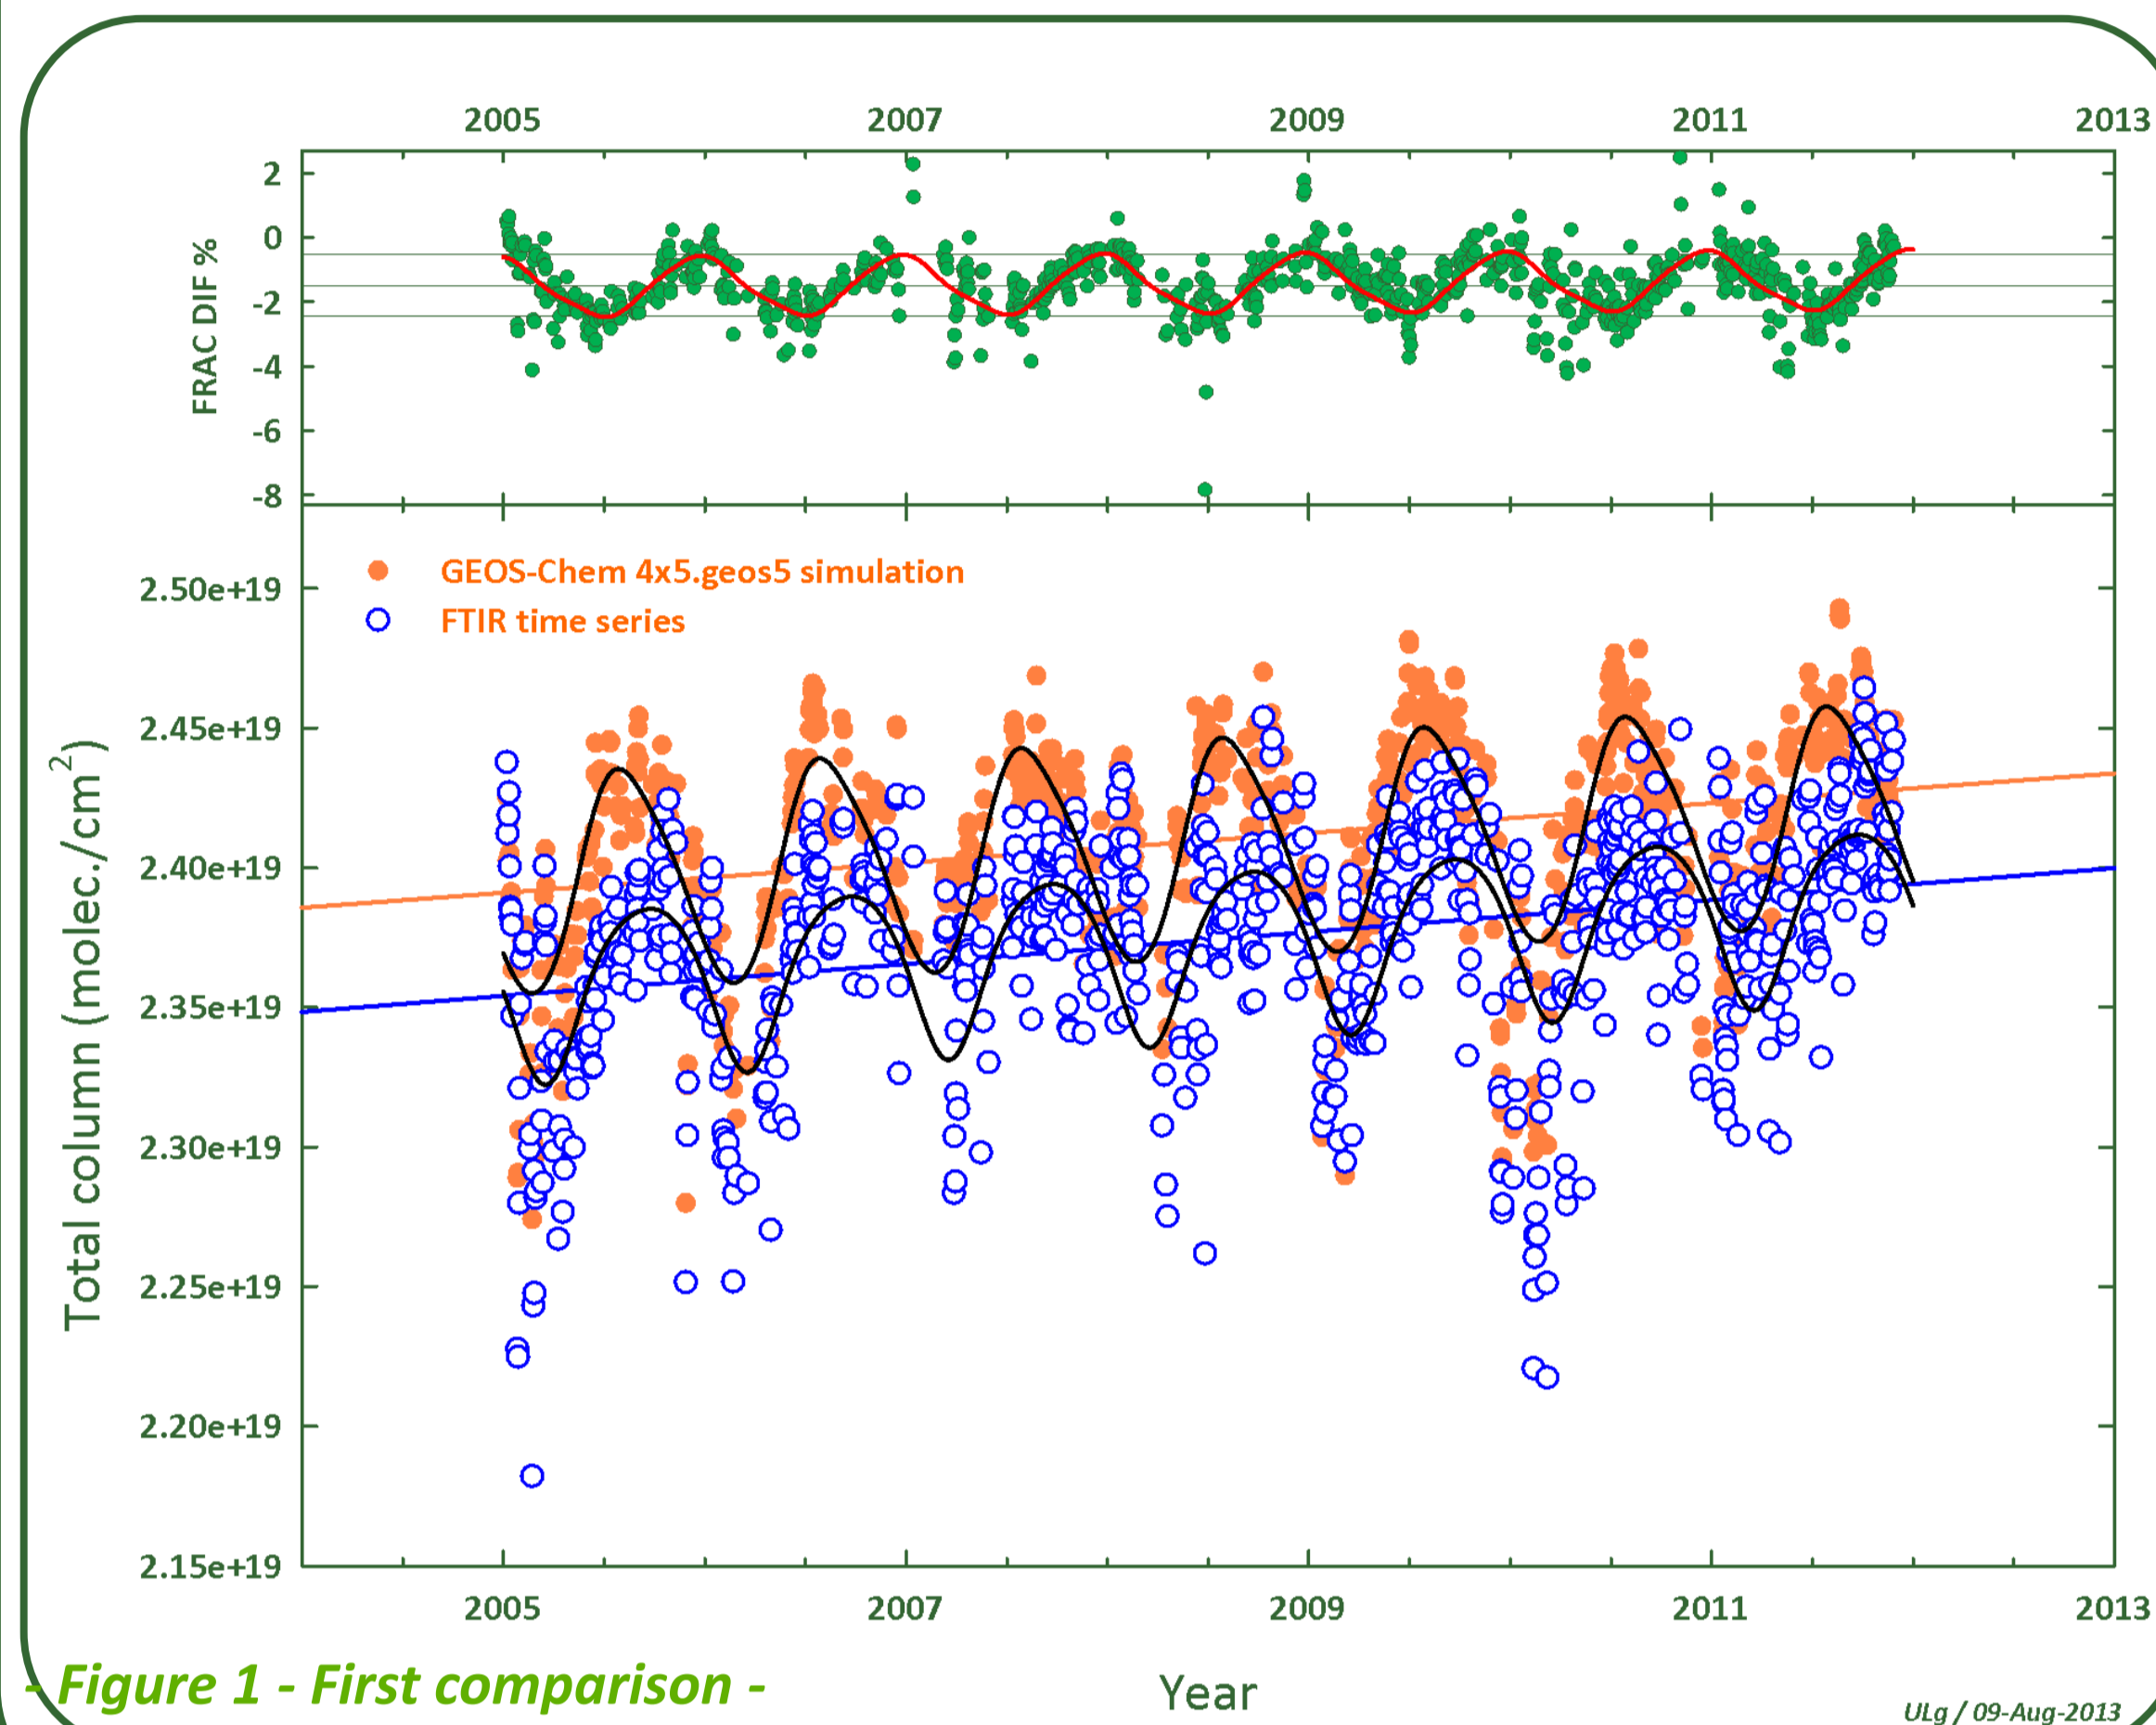 2005 2007 2009 2011 2013
2
0
-2
-4
-6
-8
FRAC DIF %
GEOS-Chem 4x5.geos5 simulation
FTIR time series
2.50e+19
2.45e+19
2.40e+19
2.35e+19
2.30e+19
2.25e+19
2.20e+19
2.15e+19
Total column (molec./cm²)
2005 2007 2009 2011 2013
Year
- Figure 1 - First comparison -
ULg / 09-Aug-2013